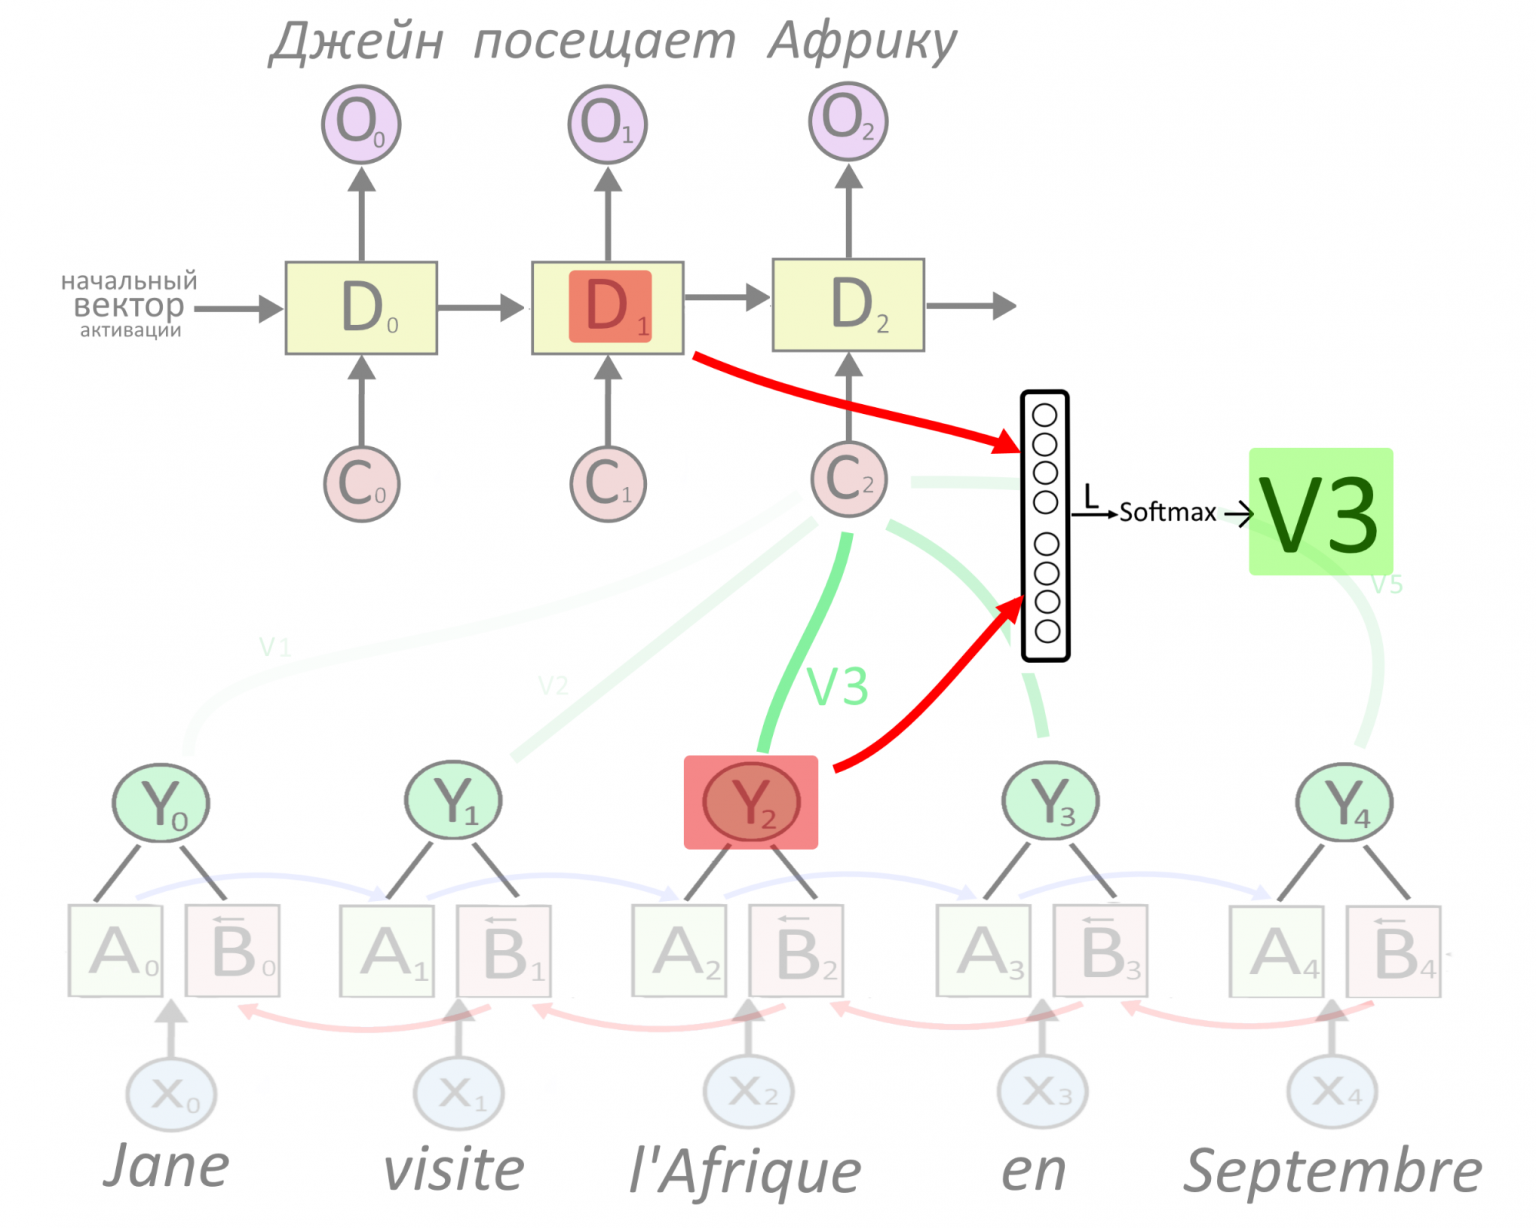 Джейн посещает Африку
O0 O1 O2
начальный
вектор
активации
D0 D1 D2
C0 C1 C2
L Softmax V3
V5
V1 V2 V3
Y0 Y1 Y2 Y3 Y4
A0 B0 A1 B1 A2 B2 A3 B3 A4 B4
x0 x1 x2 x3 x4
Jane visite l'Afrique en Septembre